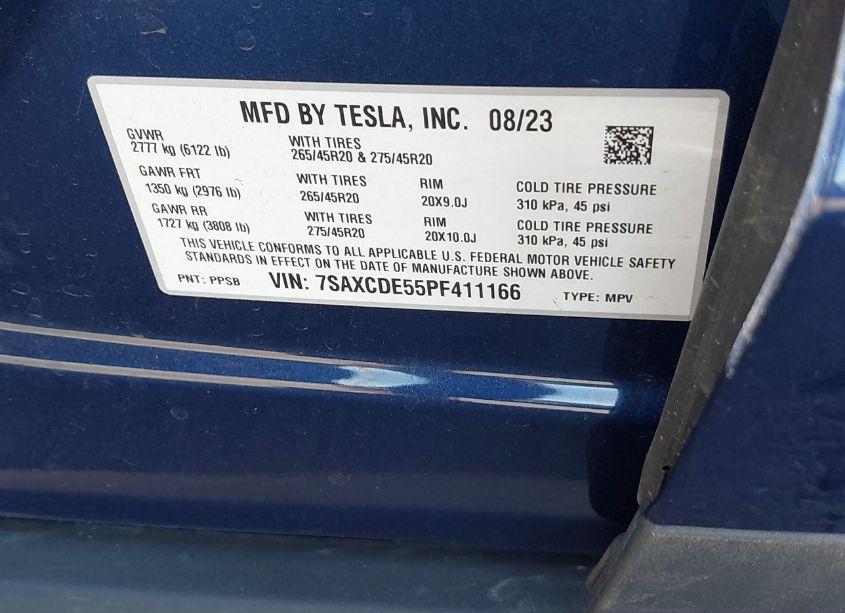 MFD BY TESLA, INC. 08/23
GVWR
2777 kg (6122 lb)
WITH TIRES
265/45R20 & 275/45R20
GAWR FRT
1350 kg (2976 lb)
WITH TIRES
265/45R20
RIM
20X9.0J
COLD TIRE PRESSURE
310 kPa, 45 psi
GAWR RR
1727 kg (3808 lb)
WITH TIRES
275/45R20
RIM
20X10.0J
COLD TIRE PRESSURE
310 kPa, 45 psi
THIS VEHICLE CONFORMS TO ALL APPLICABLE U.S. FEDERAL MOTOR VEHICLE SAFETY
STANDARDS IN EFFECT ON THE DATE OF MANUFACTURE SHOWN ABOVE.
PNT: PPSB VIN: 7SAXCDE55PF411166 TYPE: MPV